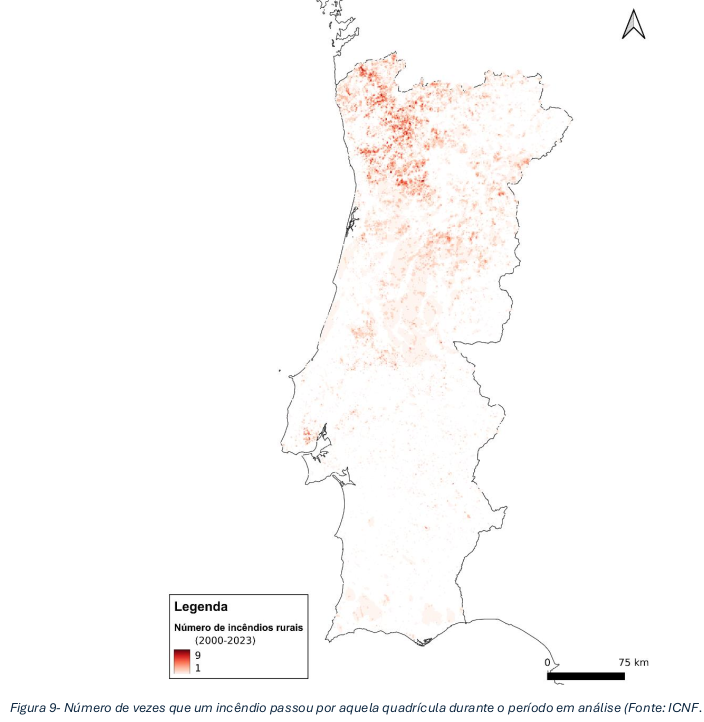 Legenda
Número de incêndios rurais
(2000-2023)
9
1
0 75 km
Figura 9- Número de vezes que um incêndio passou por aquela quadrícula durante o período em análise (Fonte: ICNF.